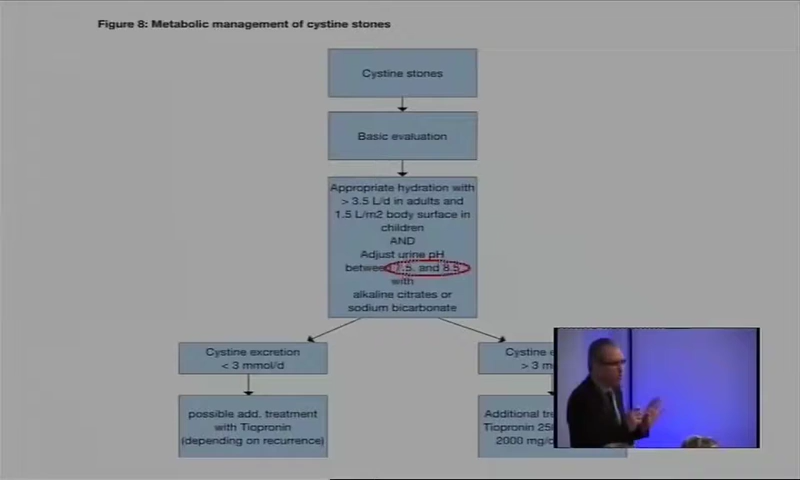 Figure 8: Metabolic management of cystine stones
Cystine stones
Basic evaluation
Appropriate hydration with
> 3.5 L/d in adults and
1.5 L/m2 body surface in
children
AND
Adjust urine pH
between 7.5. and 8.5
with
alkaline citrates or
sodium bicarbonate
Cystine excretion
< 3 mmol/d
Cystine
> 3
possible add. treatment
with Tiopronin
(depending on recurrence)
Additional
Tiopronin
2000 mg/